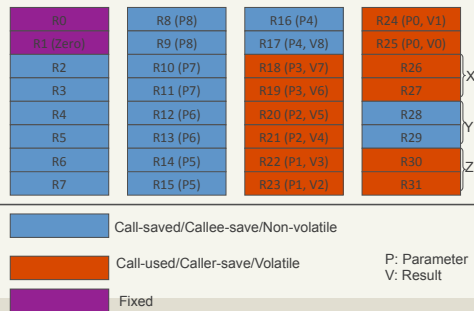 R0 R8 (P8) R16 (P4) R24 (P0, V1)
R1 (Zero) R9 (P8) R17 (P4, V8) R25 (P0, V0)
R2 R10 (P7) R18 (P3, V7) R26
X
R3 R11 (P7) R19 (P3, V6) R27
R4 R12 (P6) R20 (P2, V5) R28
Y
R5 R13 (P6) R21 (P2, V4) R29
R6 R14 (P5) R22 (P1, V3) R30
Z
R7 R15 (P5) R23 (P1, V2) R31
Call-saved/Callee-save/Non-volatile
Call-used/Caller-save/Volatile
P: Parameter
V: Result
Fixed